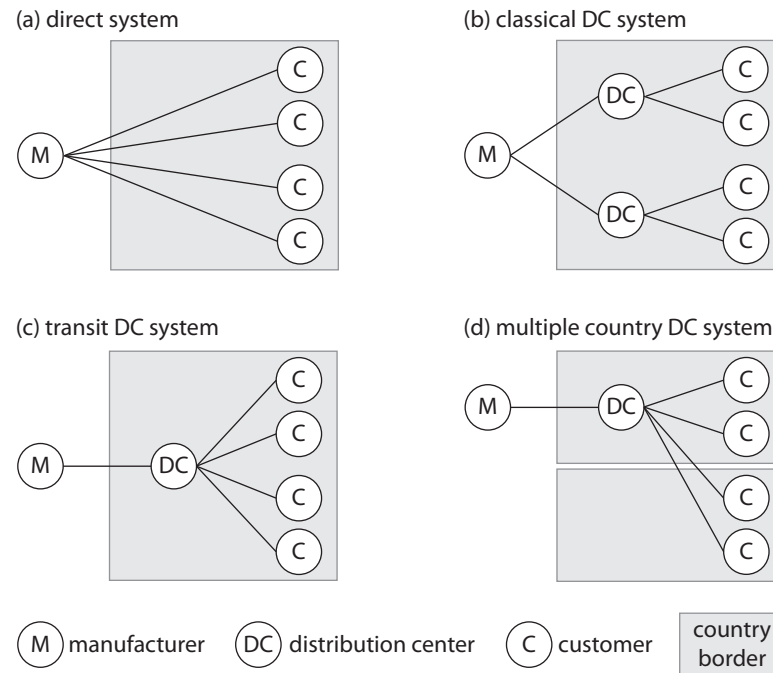 (a) direct system
M
C
C
C
C
(b) classical DC system
M
DC
DC
C
C
C
C
(c) transit DC system
M
DC
C
C
C
C
(d) multiple country DC system
M
DC
C
C
C
C
M manufacturer
DC distribution center
C customer
country
border